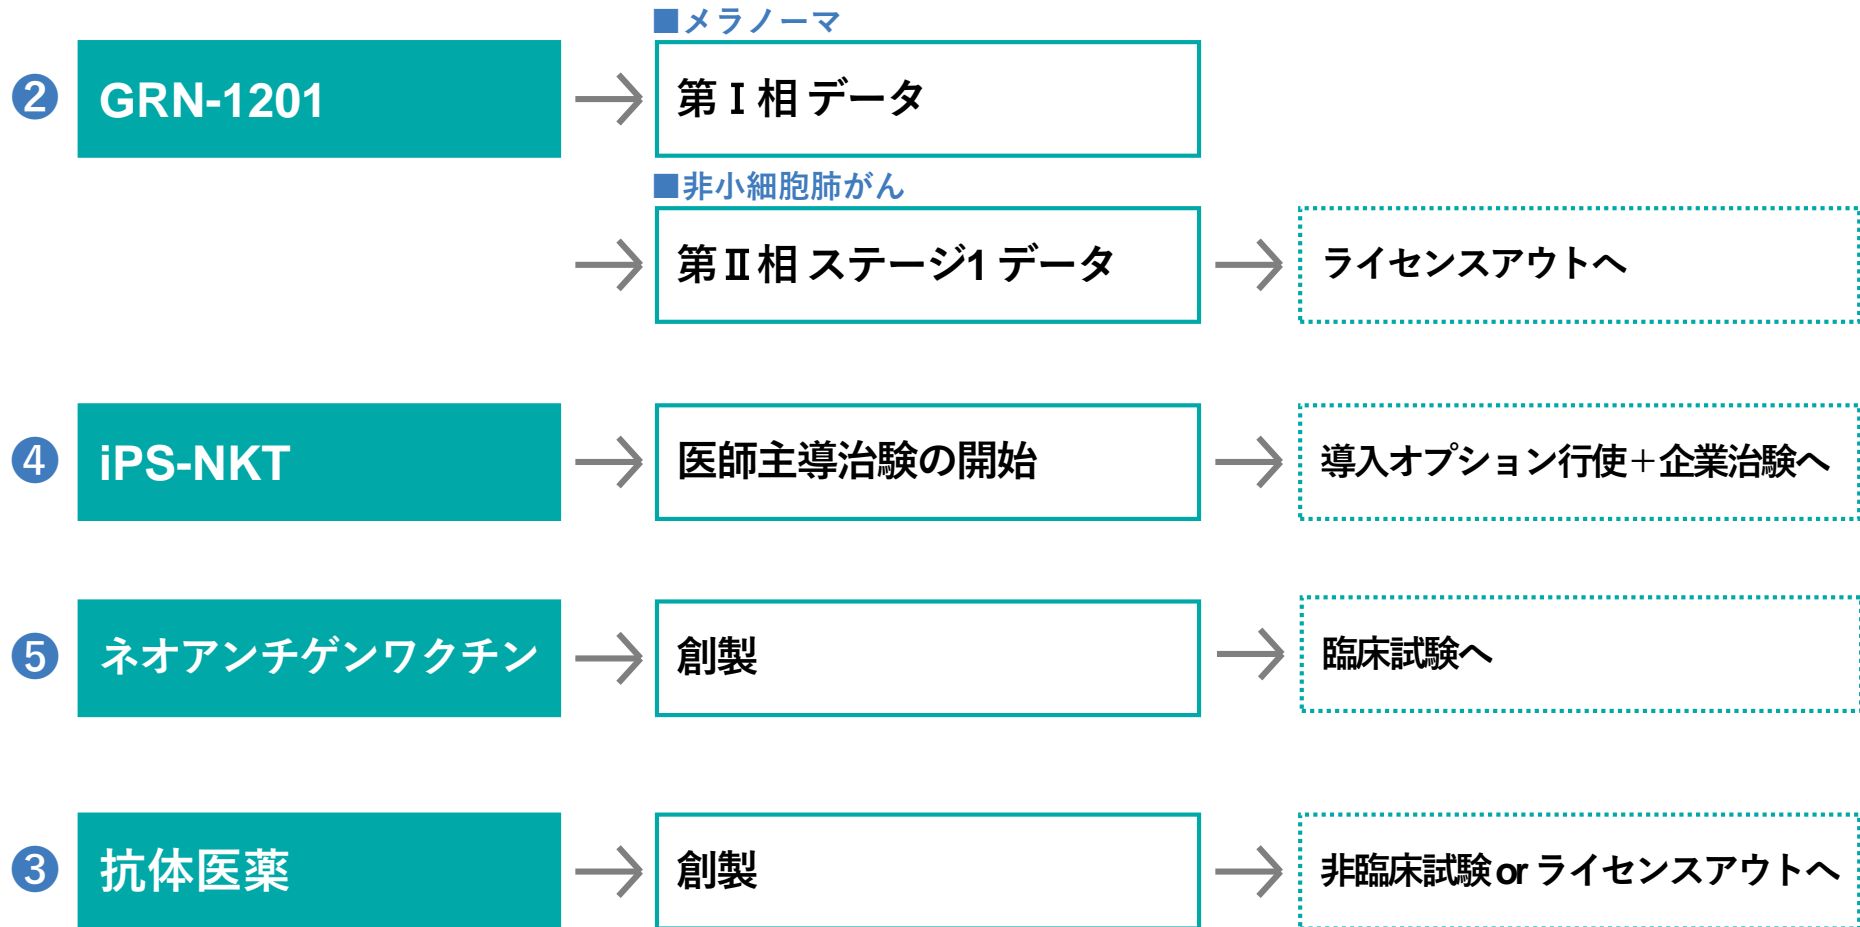 ■メラノーマ
❷ GRN-1201 → 第Ⅰ相 データ
■非小細胞肺がん
→ 第Ⅱ相 ステージ1 データ → ライセンスアウトへ
❹ iPS-NKT → 医師主導治験の開始 → 導入オプション行使＋企業治験へ
❺ ネオアンチゲンワクチン → 創製 → 臨床試験へ
❸ 抗体医薬 → 創製 → 非臨床試験 or ライセンスアウトへ